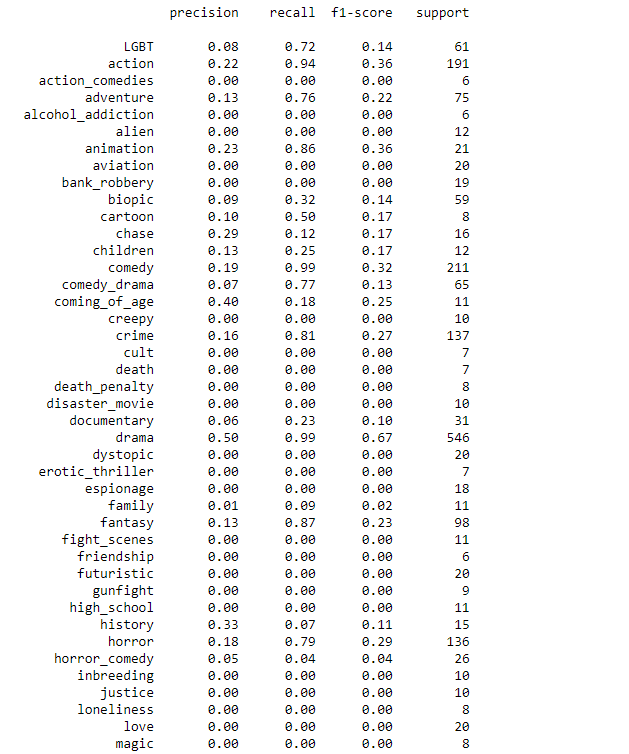 precision recall f1-score support
LGBT 0.08 0.72 0.14 61
action 0.22 0.94 0.36 191
action_comedies 0.00 0.00 0.00 6
adventure 0.13 0.76 0.22 75
alcohol_addiction 0.00 0.00 0.00 6
alien 0.00 0.00 0.00 12
animation 0.23 0.86 0.36 21
aviation 0.00 0.00 0.00 20
bank_robbery 0.00 0.00 0.00 19
biopic 0.09 0.32 0.14 59
cartoon 0.10 0.50 0.17 8
chase 0.29 0.12 0.17 16
children 0.13 0.25 0.17 12
comedy 0.19 0.99 0.32 211
comedy_drama 0.07 0.77 0.13 65
coming_of_age 0.40 0.18 0.25 11
creepy 0.00 0.00 0.00 10
crime 0.16 0.81 0.27 137
cult 0.00 0.00 0.00 7
death 0.00 0.00 0.00 7
death_penalty 0.00 0.00 0.00 8
disaster_movie 0.00 0.00 0.00 10
documentary 0.06 0.23 0.10 31
drama 0.50 0.99 0.67 546
dystopic 0.00 0.00 0.00 20
erotic_thriller 0.00 0.00 0.00 7
espionage 0.00 0.00 0.00 18
family 0.01 0.09 0.02 11
fantasy 0.13 0.87 0.23 98
fight_scenes 0.00 0.00 0.00 11
friendship 0.00 0.00 0.00 6
futuristic 0.00 0.00 0.00 20
gunfight 0.00 0.00 0.00 9
high_school 0.00 0.00 0.00 11
history 0.33 0.07 0.11 15
horror 0.18 0.79 0.29 136
horror_comedy 0.05 0.04 0.04 26
inbreeding 0.00 0.00 0.00 10
justice 0.00 0.00 0.00 10
loneliness 0.00 0.00 0.00 8
love 0.00 0.00 0.00 20
magic 0.00 0.00 0.00 8